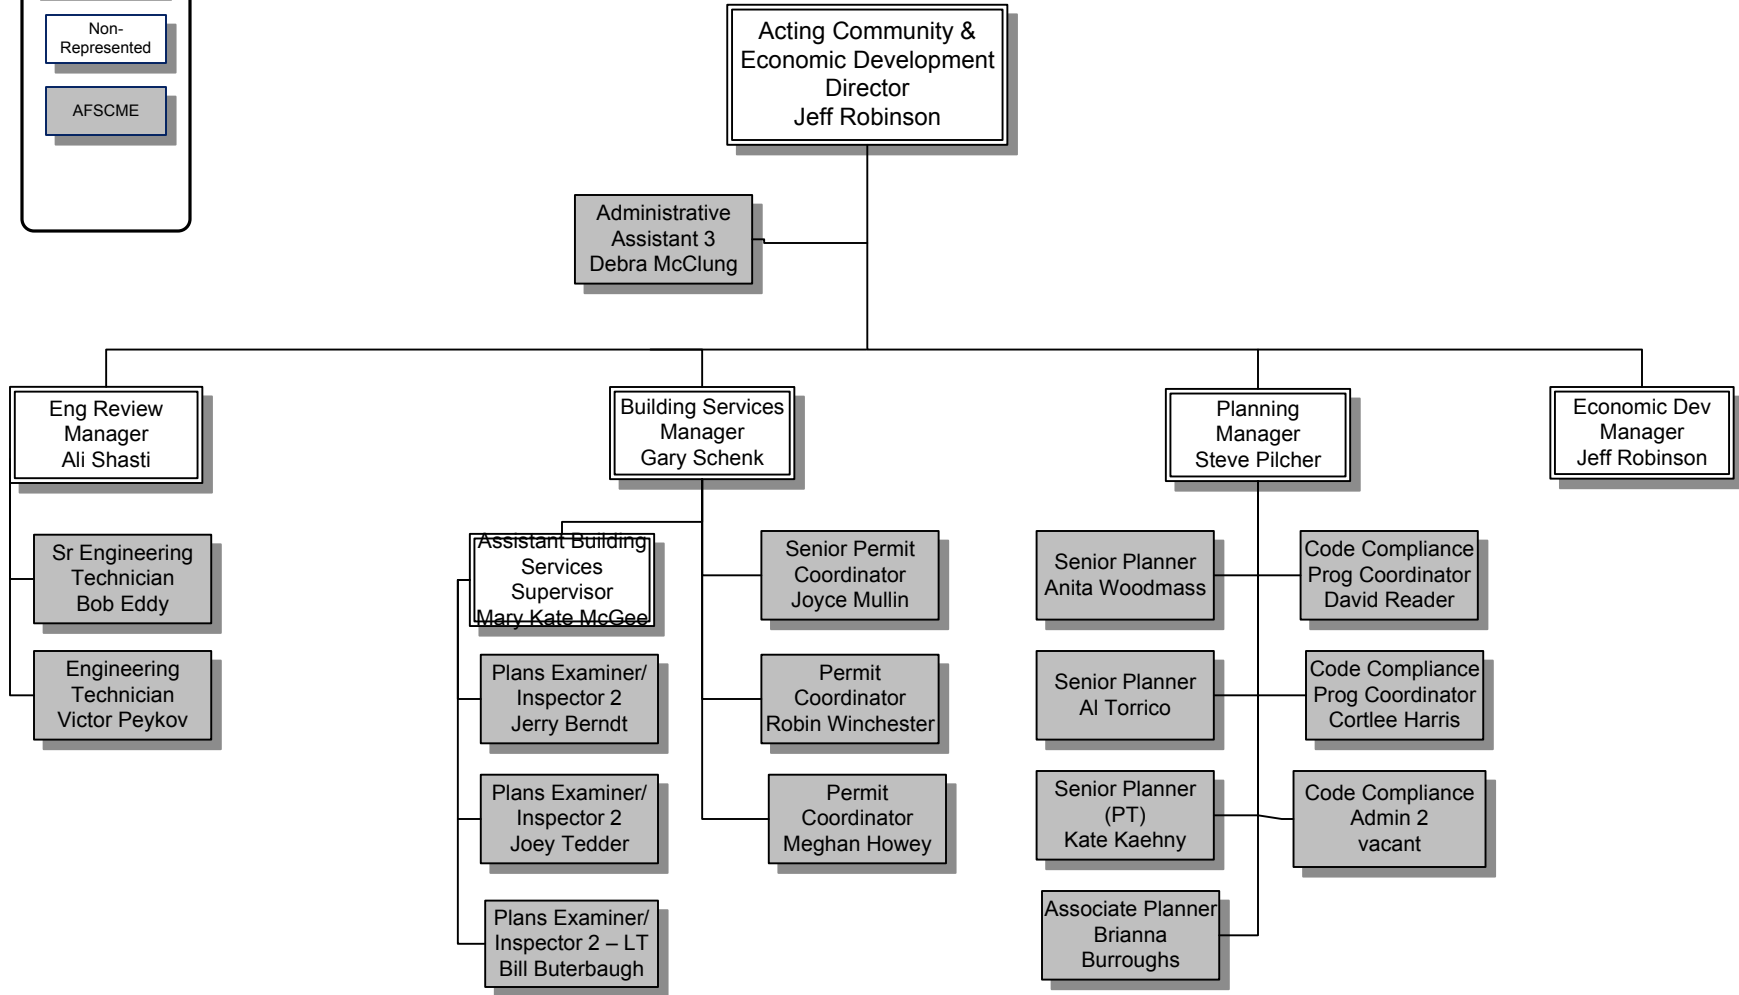 Non-
Represented
AFSCME
Acting Community &
Economic Development
Director
Jeff Robinson
Administrative
Assistant 3
Debra McClung
Eng Review
Manager
Ali Shasti
Building Services
Manager
Gary Schenk
Planning
Manager
Steve Pilcher
Economic Dev
Manager
Jeff Robinson
Sr Engineering
Technician
Bob Eddy
Engineering
Technician
Victor Peykov
Assistant Building
Services
Supervisor
Mary Kate McGee
Plans Examiner/
Inspector 2
Jerry Berndt
Plans Examiner/
Inspector 2
Joey Tedder
Plans Examiner/
Inspector 2 – LT
Bill Buterbaugh
Senior Permit
Coordinator
Joyce Mullin
Permit
Coordinator
Robin Winchester
Permit
Coordinator
Meghan Howey
Senior Planner
Anita Woodmass
Senior Planner
Al Torrico
Senior Planner
(PT)
Kate Kaehny
Associate Planner
Brianna
Burroughs
Code Compliance
Prog Coordinator
David Reader
Code Compliance
Prog Coordinator
Cortlee Harris
Code Compliance
Admin 2
vacant